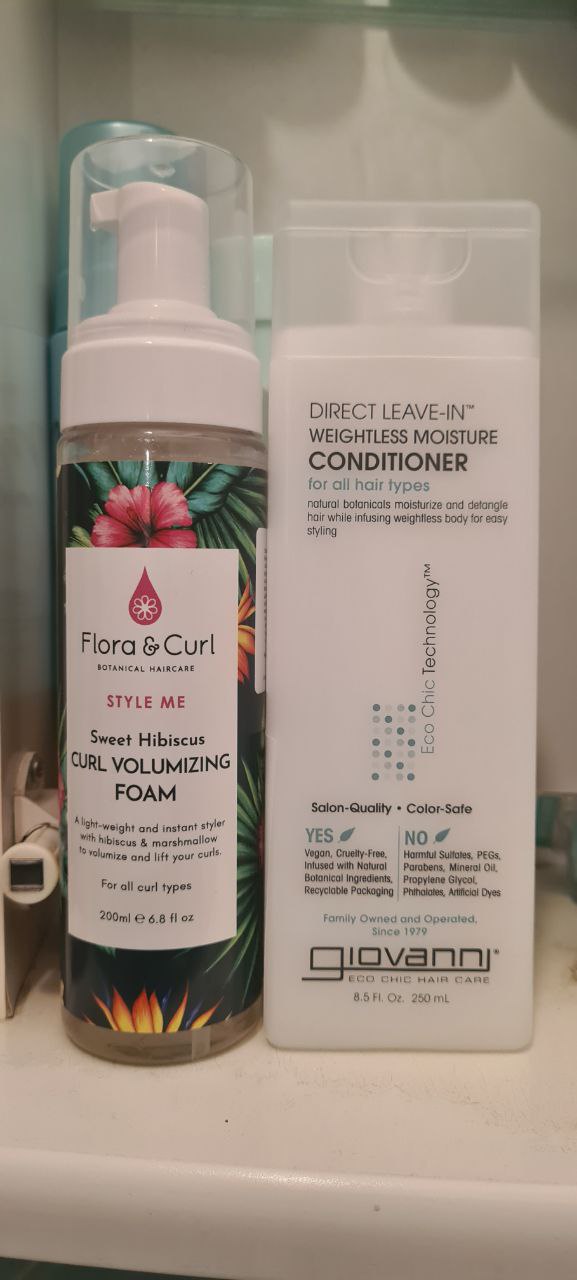 Flora & Curl
BOTANICAL HAIRCARE
STYLE ME
Sweet Hibiscus
CURL VOLUMIZING
FOAM
A light-weight and instant styler
with hibiscus & marshmallow
to volumize and lift your curls.
For all curl types
200ml ℮ 6.8 fl oz
DIRECT LEAVE-IN™
WEIGHTLESS MOISTURE
CONDITIONER
for all hair types
natural botanicals moisturize and detangle
hair while infusing weightless body for easy
styling
Eco Chic Technology™
Salon-Quality • Color-Safe
YES
Vegan, Cruelty-Free,
Infused with Natural
Botanical Ingredients,
Recyclable Packaging
NO
Harmful Sulfates, PEGs,
Parabens, Mineral Oil,
Propylene Glycol,
Phthalates, Artificial Dyes
Family Owned and Operated,
Since 1979
giovanni®
ECO CHIC HAIR CARE
8.5 Fl. Oz. 250 mL